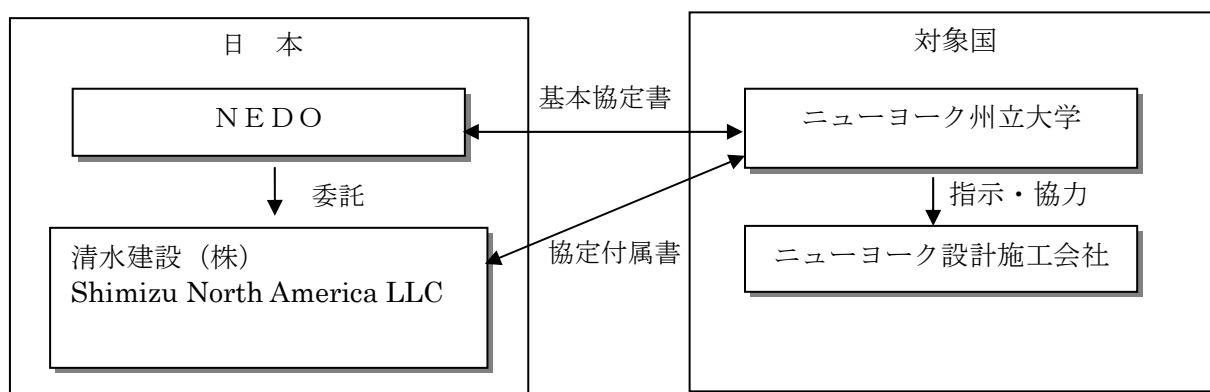 日　本
ＮＥＤＯ
委託
清水建設（株）
Shimizu North America LLC
基本協定書
協定付属書
対象国
ニューヨーク州立大学
指示・協力
ニューヨーク設計施工会社